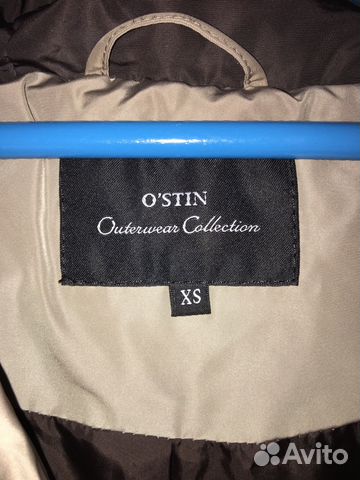 O'STIN
Outerwear Collection
XS
Avito